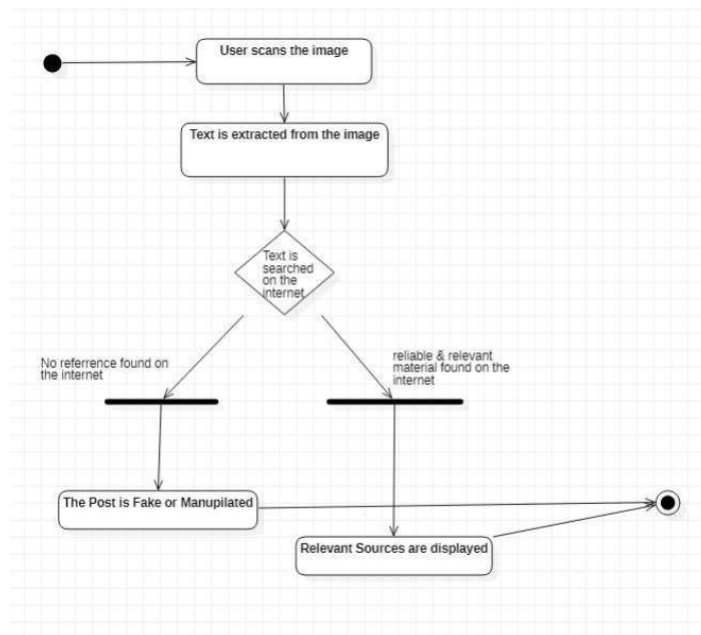 User scans the image
Text is extracted from the image
Text is
searched
on the
internet
No referrence found on
the internet
reliable & relevant
material found on the
internet
The Post is Fake or Manupilated
Relevant Sources are displayed